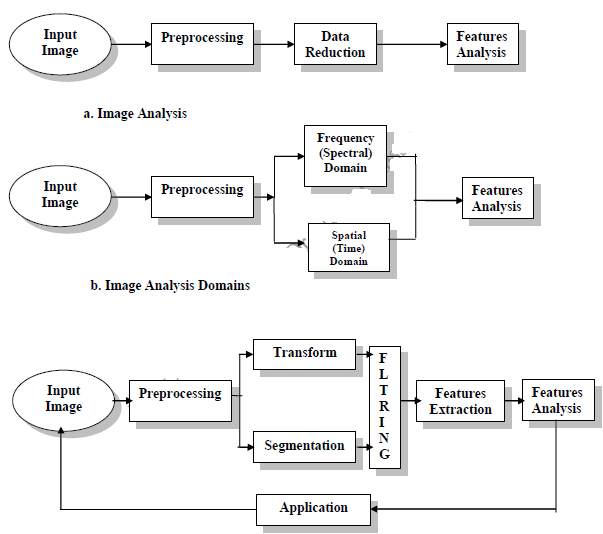 Input
Image
Preprocessing
Data
Reduction
Features
Analysis
a. Image Analysis
Input
Image
Preprocessing
Frequency
(Spectral)
Domain
Spatial
(Time)
Domain
Features
Analysis
b. Image Analysis Domains
Input
Image
Preprocessing
Transform
Segmentation
F
L
T
R
I
N
G
Features
Extraction
Features
Analysis
Application